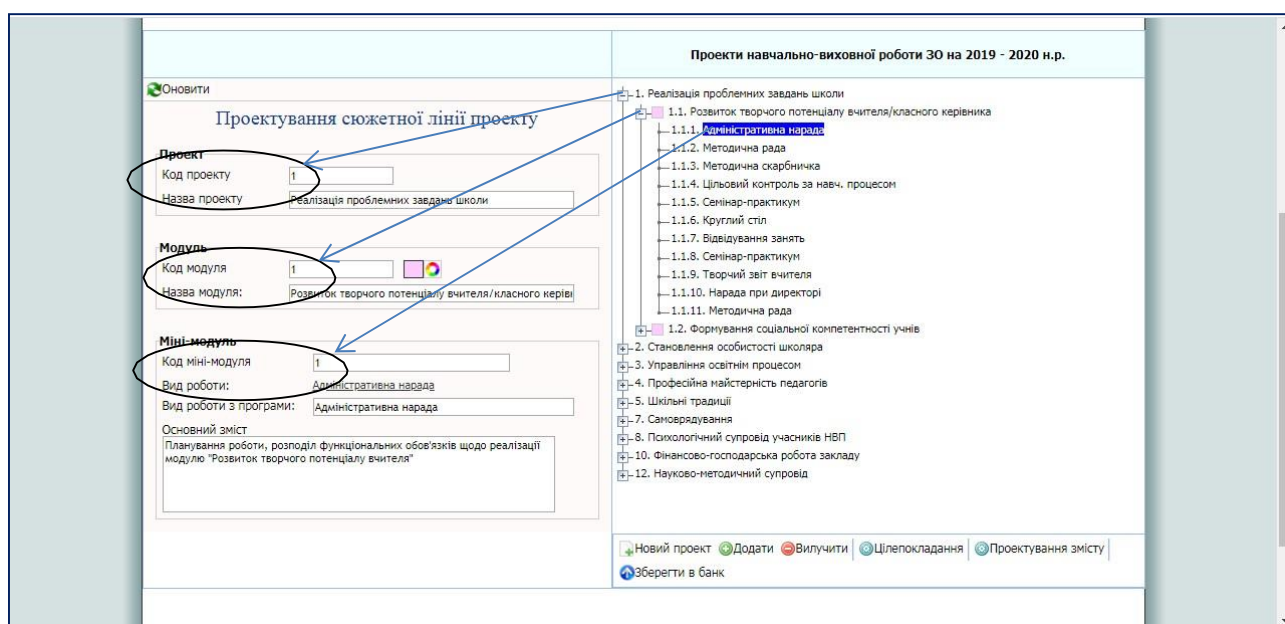 Проекти навчально-виховної роботи ЗО на 2019 - 2020 н.р.
Оновити
Проектування сюжетної лінії проекту
Проект
Код проекту 1
Назва проекту Реалізація проблемних завдань школи
Модуль
Код модуля 1
Назва модуля: Розвиток творчого потенціалу вчителя/класного керівн
Міні-модуль
Код міні-модуля 1
Вид роботи: Адміністративна нарада
Вид роботи з програми: Адміністративна нарада
Основний зміст
Планування роботи, розподіл функціональних обов'язків щодо реалізації
модулю "Розвиток творчого потенціалу вчителя"
1. Реалізація проблемних завдань школи
1.1. Розвиток творчого потенціалу вчителя/класного керівника
1.1.1. Адміністративна нарада
1.1.2. Методична рада
1.1.3. Методична скарбничка
1.1.4. Цільовий контроль за навч. процесом
1.1.5. Семінар-практикум
1.1.6. Круглий стіл
1.1.7. Відвідування занять
1.1.8. Семінар-практикум
1.1.9. Творчий звіт вчителя
1.1.10. Нарада при директорі
1.1.11. Методична рада
1.2. Формування соціальної компетентності учнів
2. Становлення особистості школяра
3. Управління освітнім процесом
4. Професійна майстерність педагогів
5. Шкільні традиції
7. Самоврядування
8. Психологічний супровід учасників НВП
10. Фінансово-господарська робота закладу
12. Науково-методичний супровід
Новий проект Додати Вилучити Цілепокладання Проектування змісту
Зберегти в банк